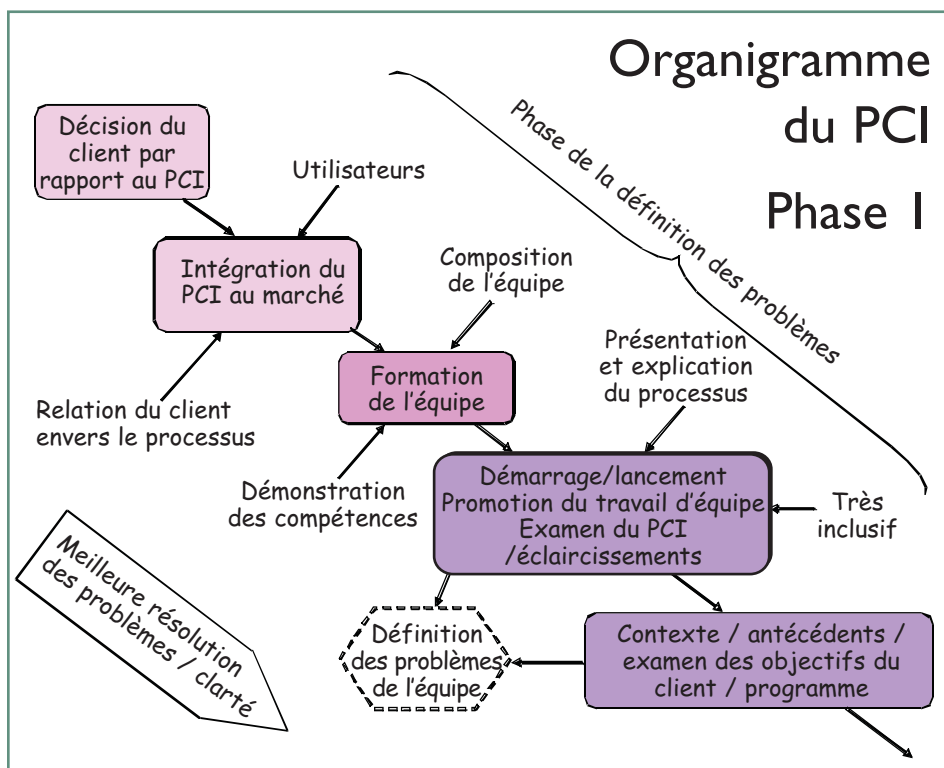 Organigramme
du PCI
Phase 1
Phase de la définition des problèmes
Décision du
client par
rapport au PCI
Utilisateurs
Intégration du
PCI au marché
Composition
de l'équipe
Relation du client
envers le processus
Formation
de l'équipe
Présentation
et explication
du processus
Démonstration
des compétences
Démarrage/lancement
Promotion du travail d'équipe
Examen du PCI
/éclaircissements
Très
inclusif
Meilleure résolution
des problèmes / clarté
Définition
des problèmes
de l'équipe
Contexte / antécédents /
examen des objectifs du
client / programme